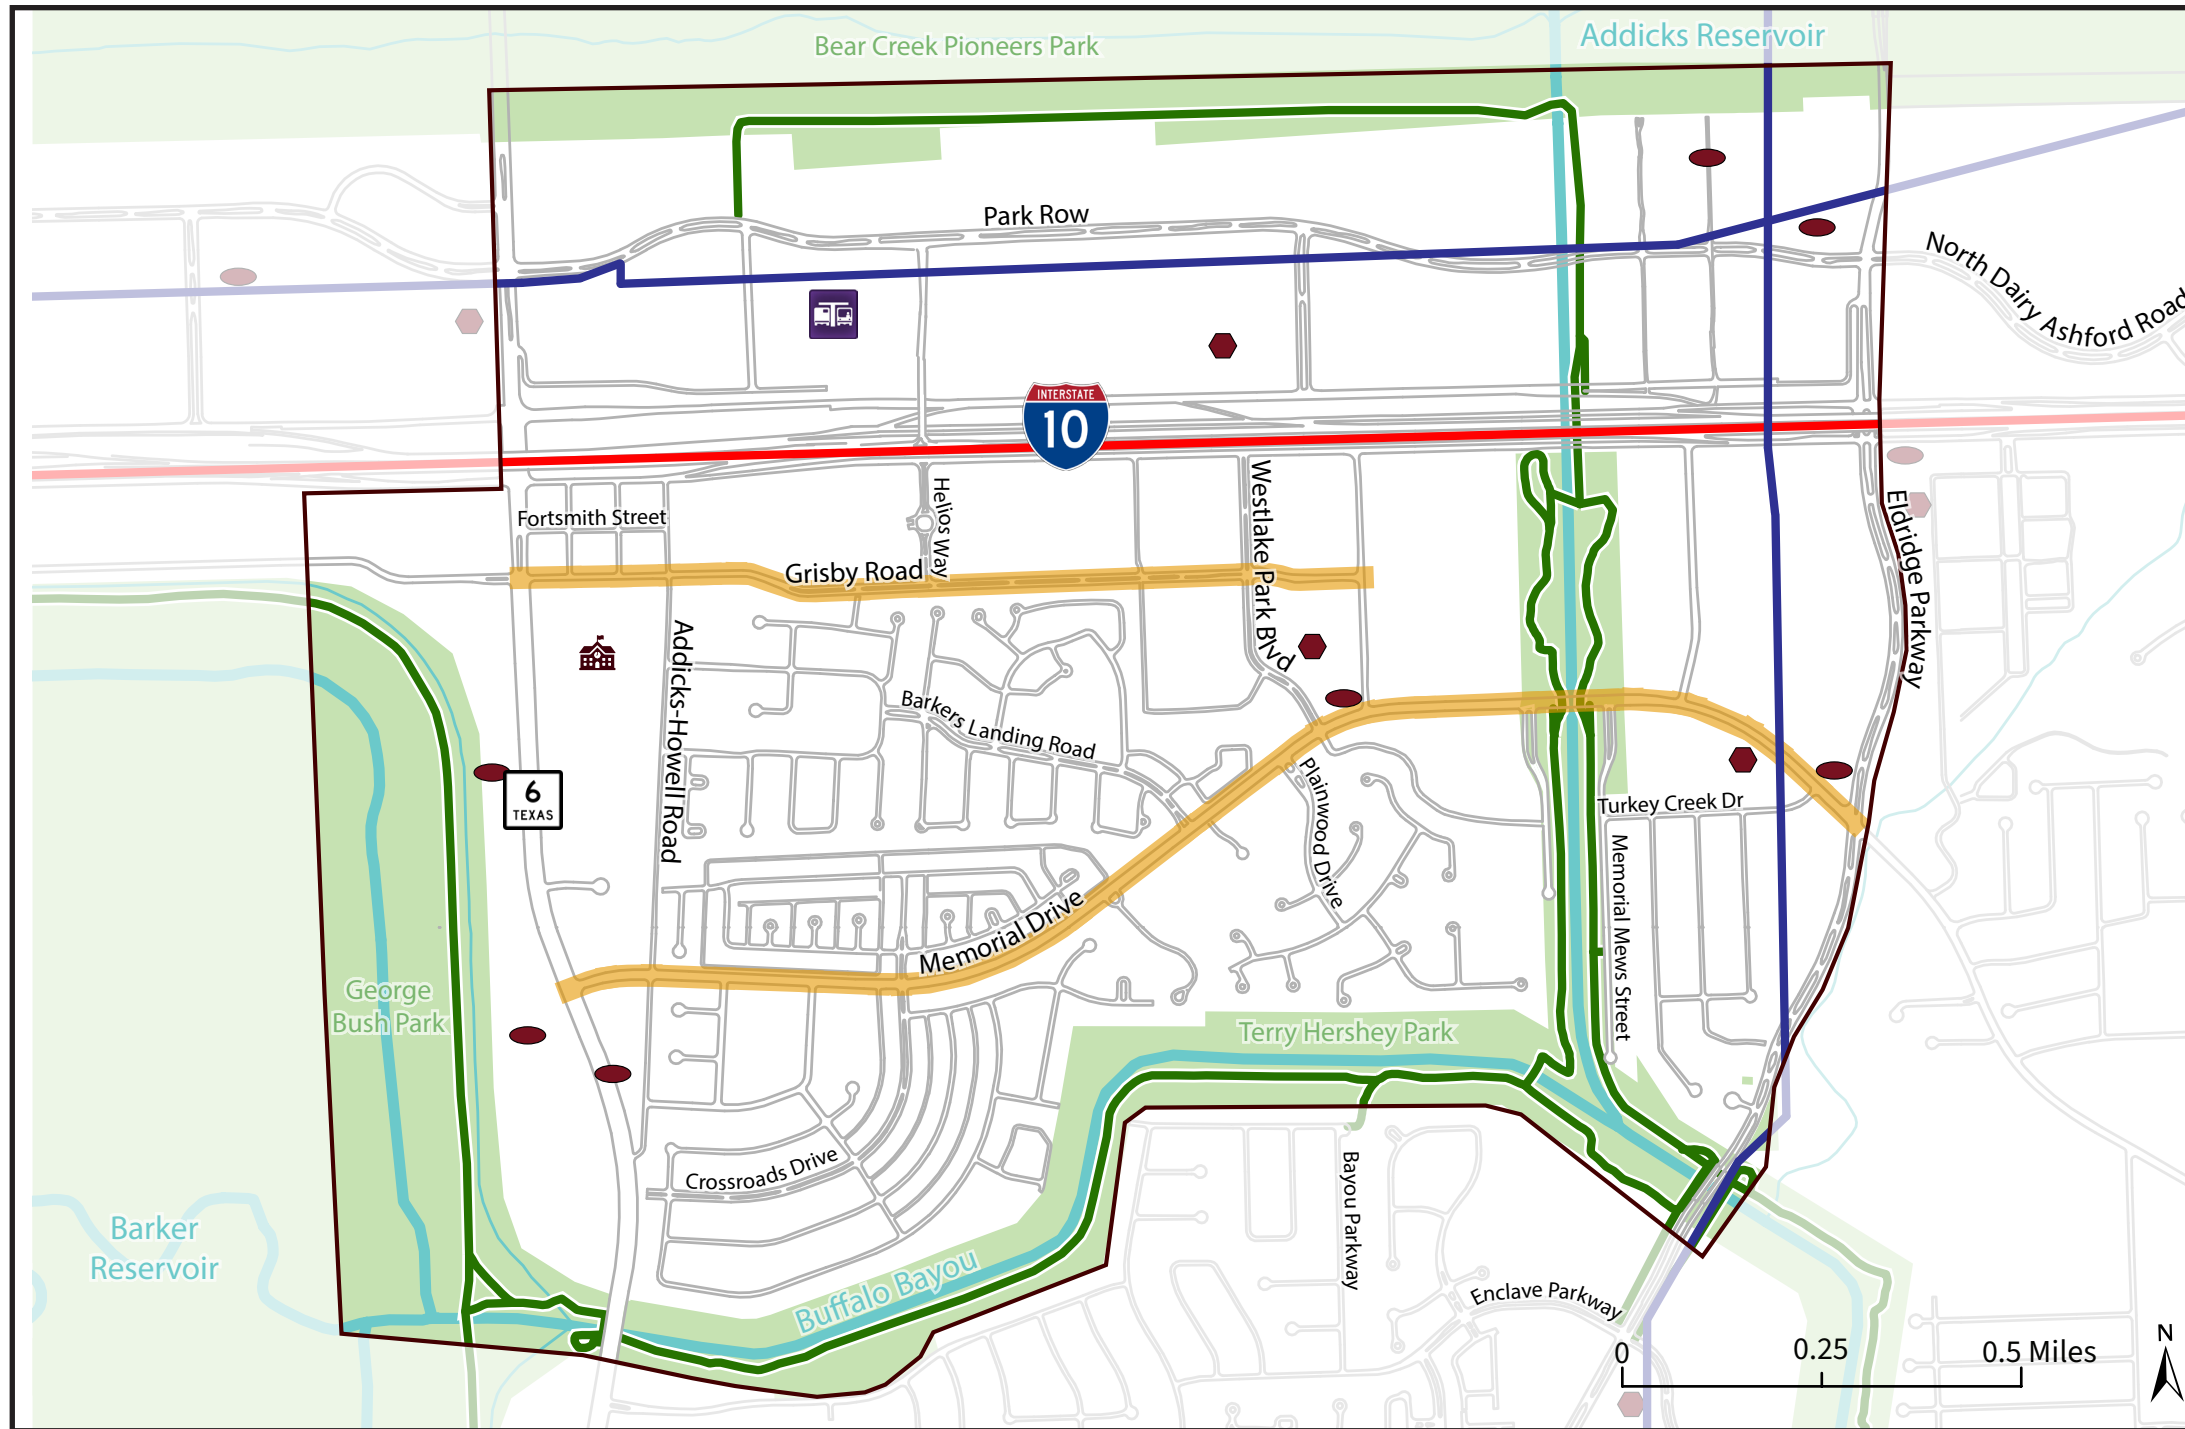 Bear Creek Pioneers Park
Addicks Reservoir
Park Row
North Dairy Ashford Road
INTERSTATE
10
Fortsmith Street
Helios Way
Westlake Park Blvd
Eldridge Parkway
Grisby Road
Addicks-Howell Road
Barkers Landing Road
6
TEXAS
Plainwood Drive
Turkey Creek Dr
Memorial Mews Street
Memorial Drive
George
Bush Park
Terry Hershey Park
Crossroads Drive
Bayou Parkway
Barker
Reservoir
Buffalo Bayou
Enclave Parkway
0
0.25
0.5 Miles
N